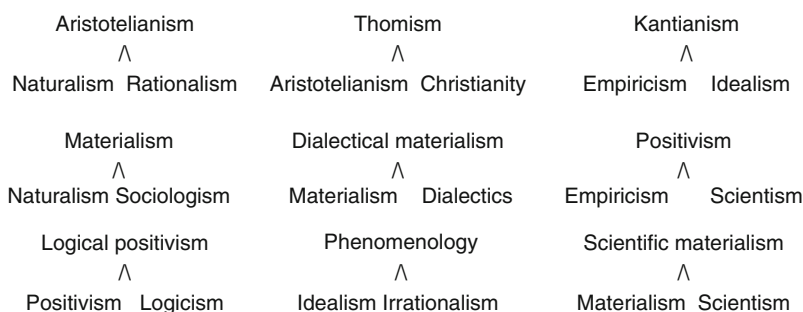 Aristotelianism Thomism Kantianism
Λ Λ Λ
Naturalism Rationalism Aristotelianism Christianity Empiricism Idealism
Materialism Dialectical materialism Positivism
Λ Λ Λ
Naturalism Sociologism Materialism Dialectics Empiricism Scientism
Logical positivism Phenomenology Scientific materialism
Λ Λ Λ
Positivism Logicism Idealism Irrationalism Materialism Scientism